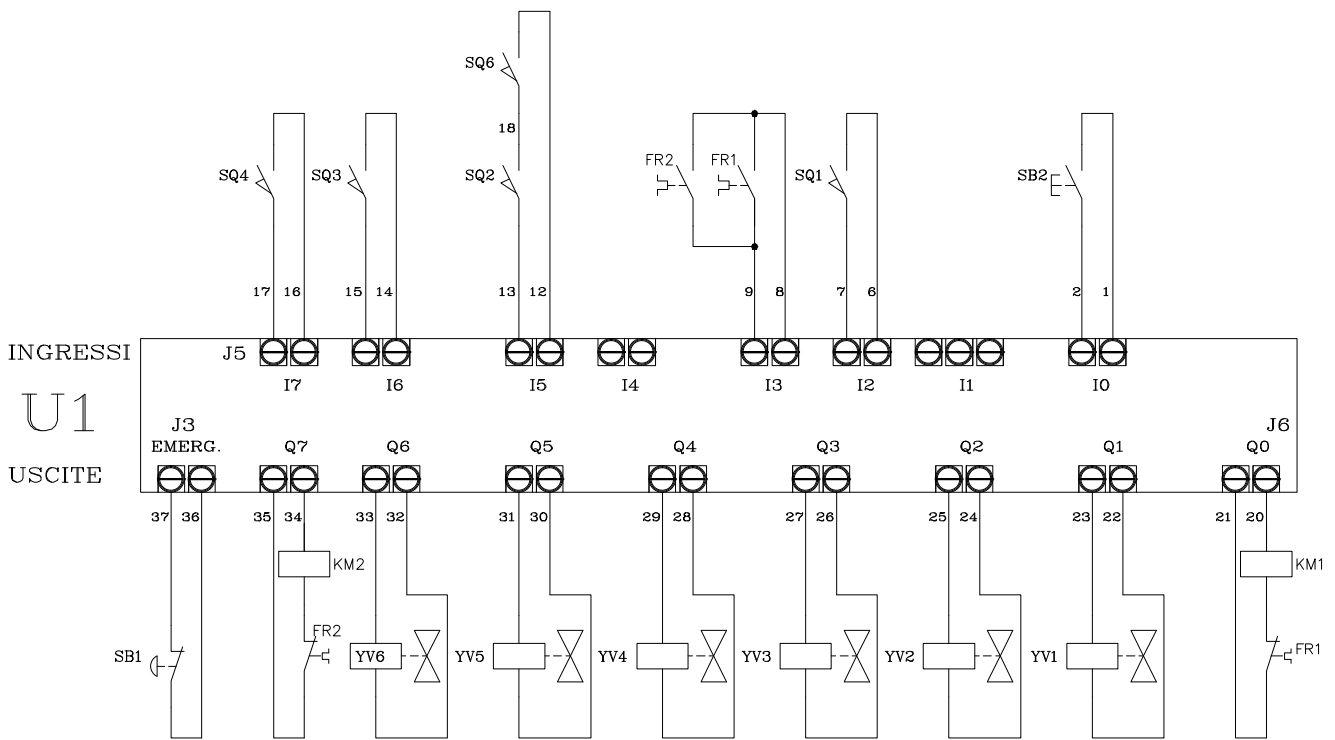 SQ6
18
SQ4
SQ3
SQ2
FR2
FR1
SQ1
SB2
17
16
15
14
13
12
9
8
7
6
2
1
INGRESSI
J5
I7
I6
I5
I4
I3
I2
I1
I0
U1
J3
J6
EMERG.
Q7
Q6
Q5
Q4
Q3
Q2
Q1
Q0
USCITE
37
36
35
34
33
32
31
30
29
28
27
26
25
24
23
22
21
20
KM2
KM1
FR2
SB1
YV6
YV5
YV4
YV3
YV2
YV1
FR1